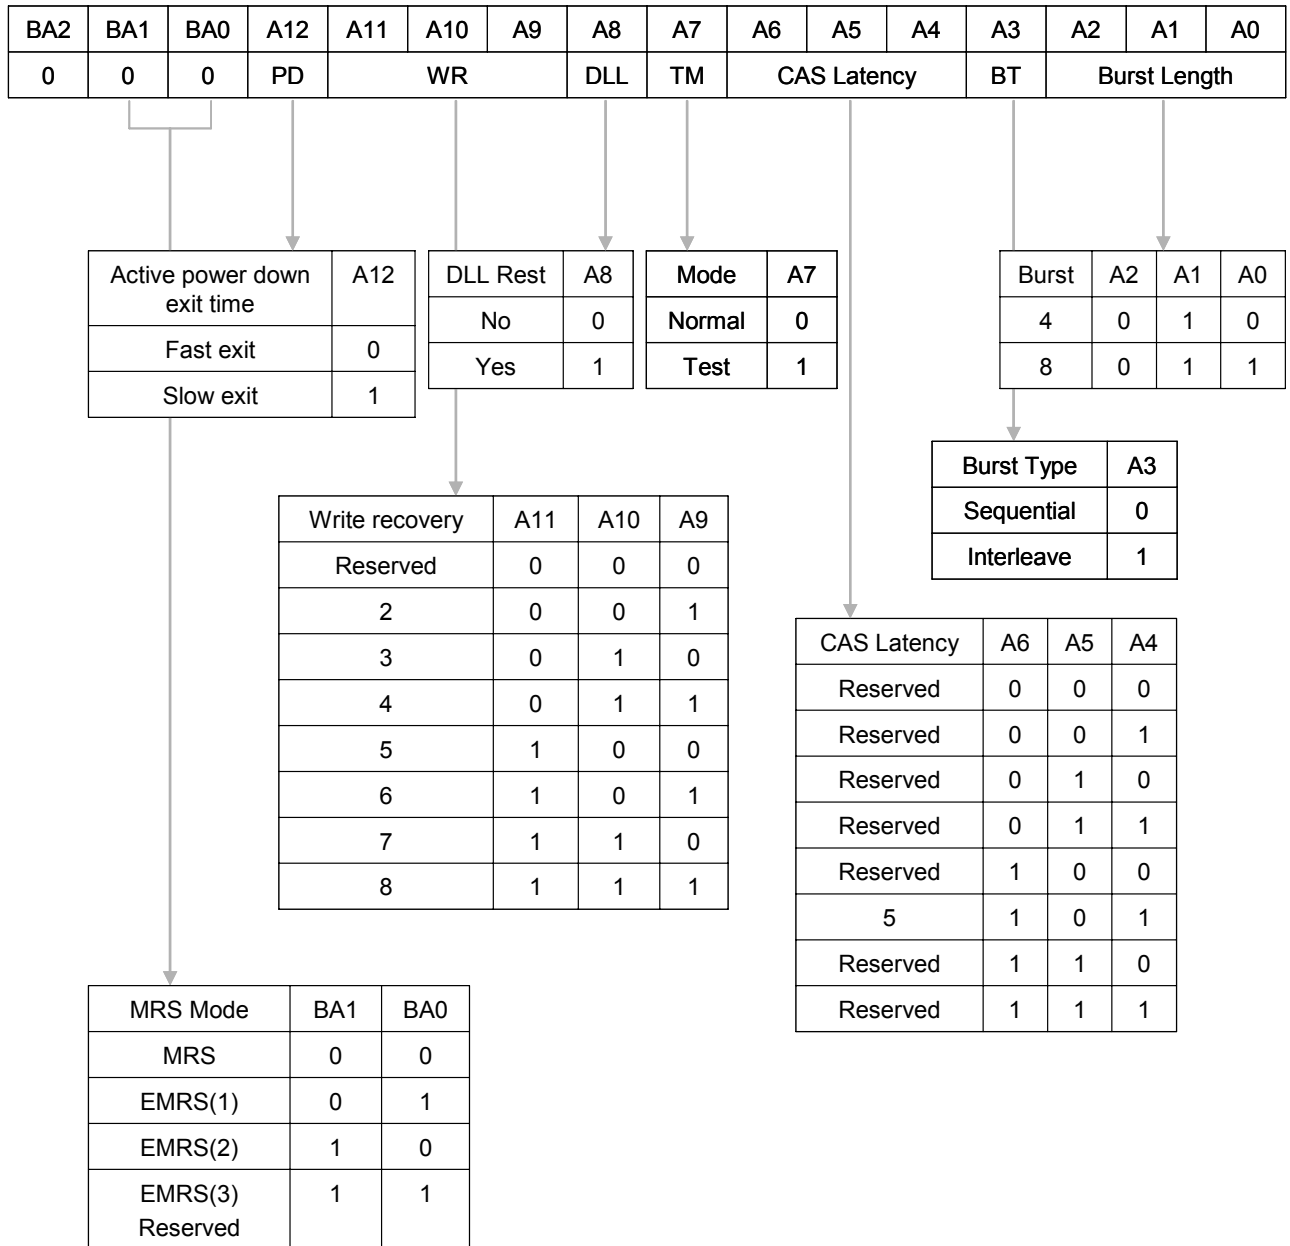 BA2 BA1 BA0 A12 A11 A10 A9 A8 A7 A6 A5 A4 A3 A2 A1 A0
0 0 0 PD WR DLL TM CAS Latency BT Burst Length
Active power down
exit time A12
Fast exit 0
Slow exit 1
DLL Rest A8
No 0
Yes 1
Mode A7
Normal 0
Test 1
Burst A2 A1 A0
4 0 1 0
8 0 1 1
Burst Type A3
Sequential 0
Interleave 1
Write recovery A11 A10 A9
Reserved 0 0 0
2 0 0 1
3 0 1 0
4 0 1 1
5 1 0 0
6 1 0 1
7 1 1 0
8 1 1 1
CAS Latency A6 A5 A4
Reserved 0 0 0
Reserved 0 0 1
Reserved 0 1 0
Reserved 0 1 1
Reserved 1 0 0
5 1 0 1
Reserved 1 1 0
Reserved 1 1 1
MRS Mode BA1 BA0
MRS 0 0
EMRS(1) 0 1
EMRS(2) 1 0
EMRS(3) 1 1
Reserved